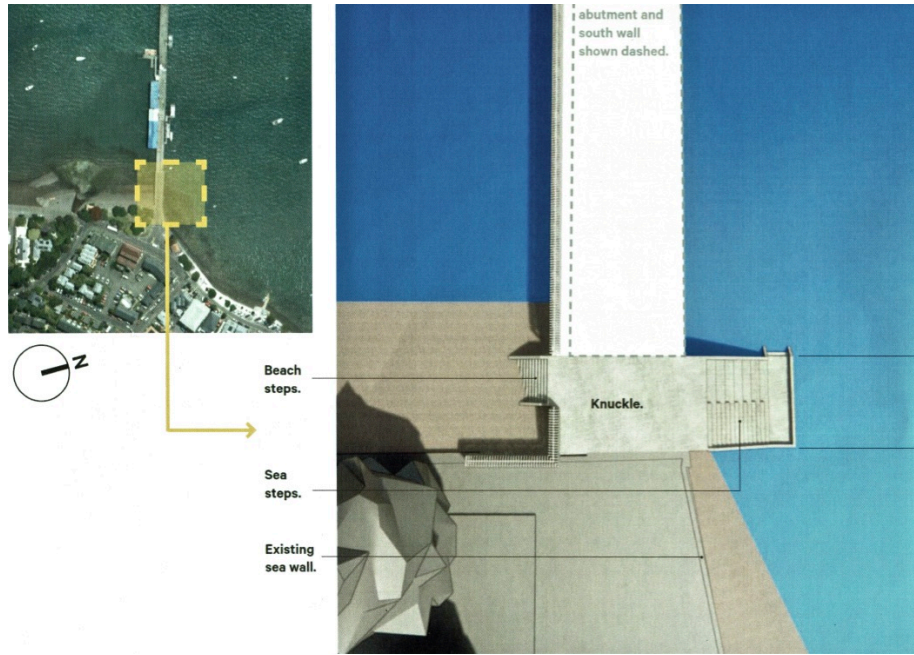 abutment and
south wall
shown dashed.
N
Beach
steps.
Knuckle.
Sea
steps.
Existing
sea wall.